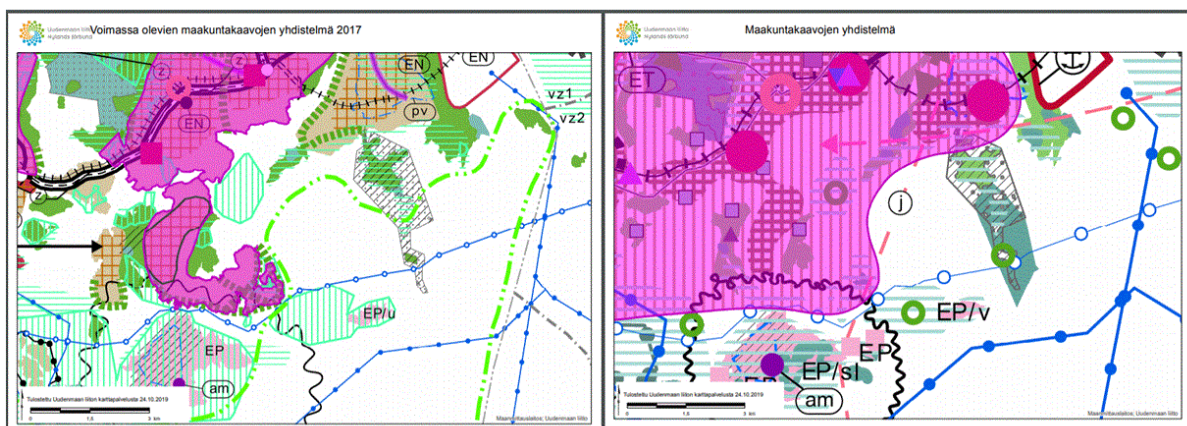 Uudenmaan liitto
Nylands förbund
Voimassa olevien maakuntakaavojen yhdistelmä 2017
z
z
EN
EN
EN
pv
vz1
vz2
z
EP/u
EP
am
Tulostettu Uudenmaan liiton karttapalvelusta 24.10.2019
0
1,5
3 km
Maanmittauslaitos; Uudenmaan liitto
Uudenmaan liitto
Nylands förbund
Maakuntakaavojen yhdistelmä
ET
j
EP/v
EP
EP/sl
am
Tulostettu Uudenmaan liiton karttapalvelusta 24.10.2019
0
1,5
3 km
Maanmittauslaitos; Uudenmaan liitto